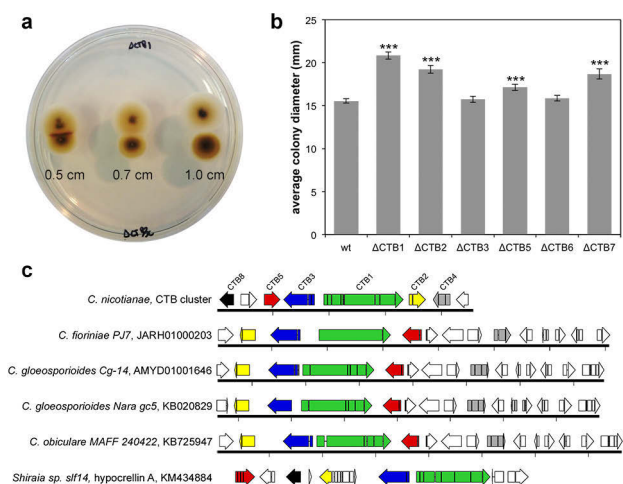 a
ΔCTB1
0.5 cm
0.7 cm
1.0 cm
b
average colony diameter (mm)
25
20
15
10
5
0
***
***
***
***
wt
ΔCTB1
ΔCTB2
ΔCTB3
ΔCTB5
ΔCTB6
ΔCTB7
c
CTB8
CTB5
CTB3
CTB1
CTB2
CTB4
C. nicotianae, CTB cluster
C. fioriniae PJ7, JARH01000203
C. gloeosporioides Cg-14, AMYD01001646
C. gloeosporioides Nara gc5, KB020829
C. obiculare MAFF 240422, KB725947
Shiraia sp. slf14, hypocrellin A, KM434884